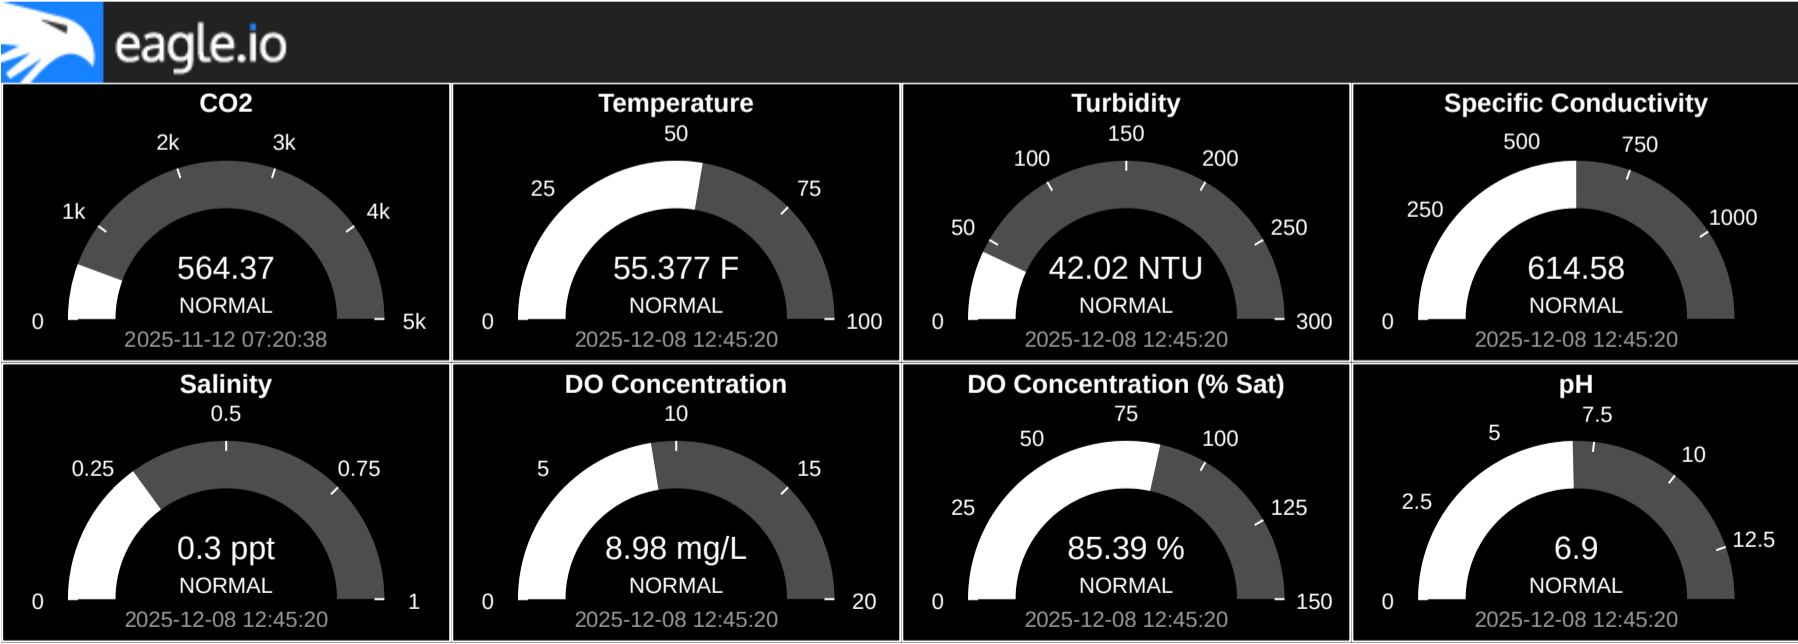 eagle.io
CO2
0
1k
2k
3k
4k
5k
564.37
NORMAL
2025-11-12 07:20:38
Temperature
0
25
50
75
100
55.377 F
NORMAL
2025-12-08 12:45:20
Turbidity
0
50
100
150
200
250
300
42.02 NTU
NORMAL
2025-12-08 12:45:20
Specific Conductivity
0
250
500
750
1000
614.58
NORMAL
2025-12-08 12:45:20
Salinity
0
0.25
0.5
0.75
1
0.3 ppt
NORMAL
2025-12-08 12:45:20
DO Concentration
0
5
10
15
20
8.98 mg/L
NORMAL
2025-12-08 12:45:20
DO Concentration (% Sat)
0
25
50
75
100
125
150
85.39 %
NORMAL
2025-12-08 12:45:20
pH
0
2.5
5
7.5
10
12.5
6.9
NORMAL
2025-12-08 12:45:20